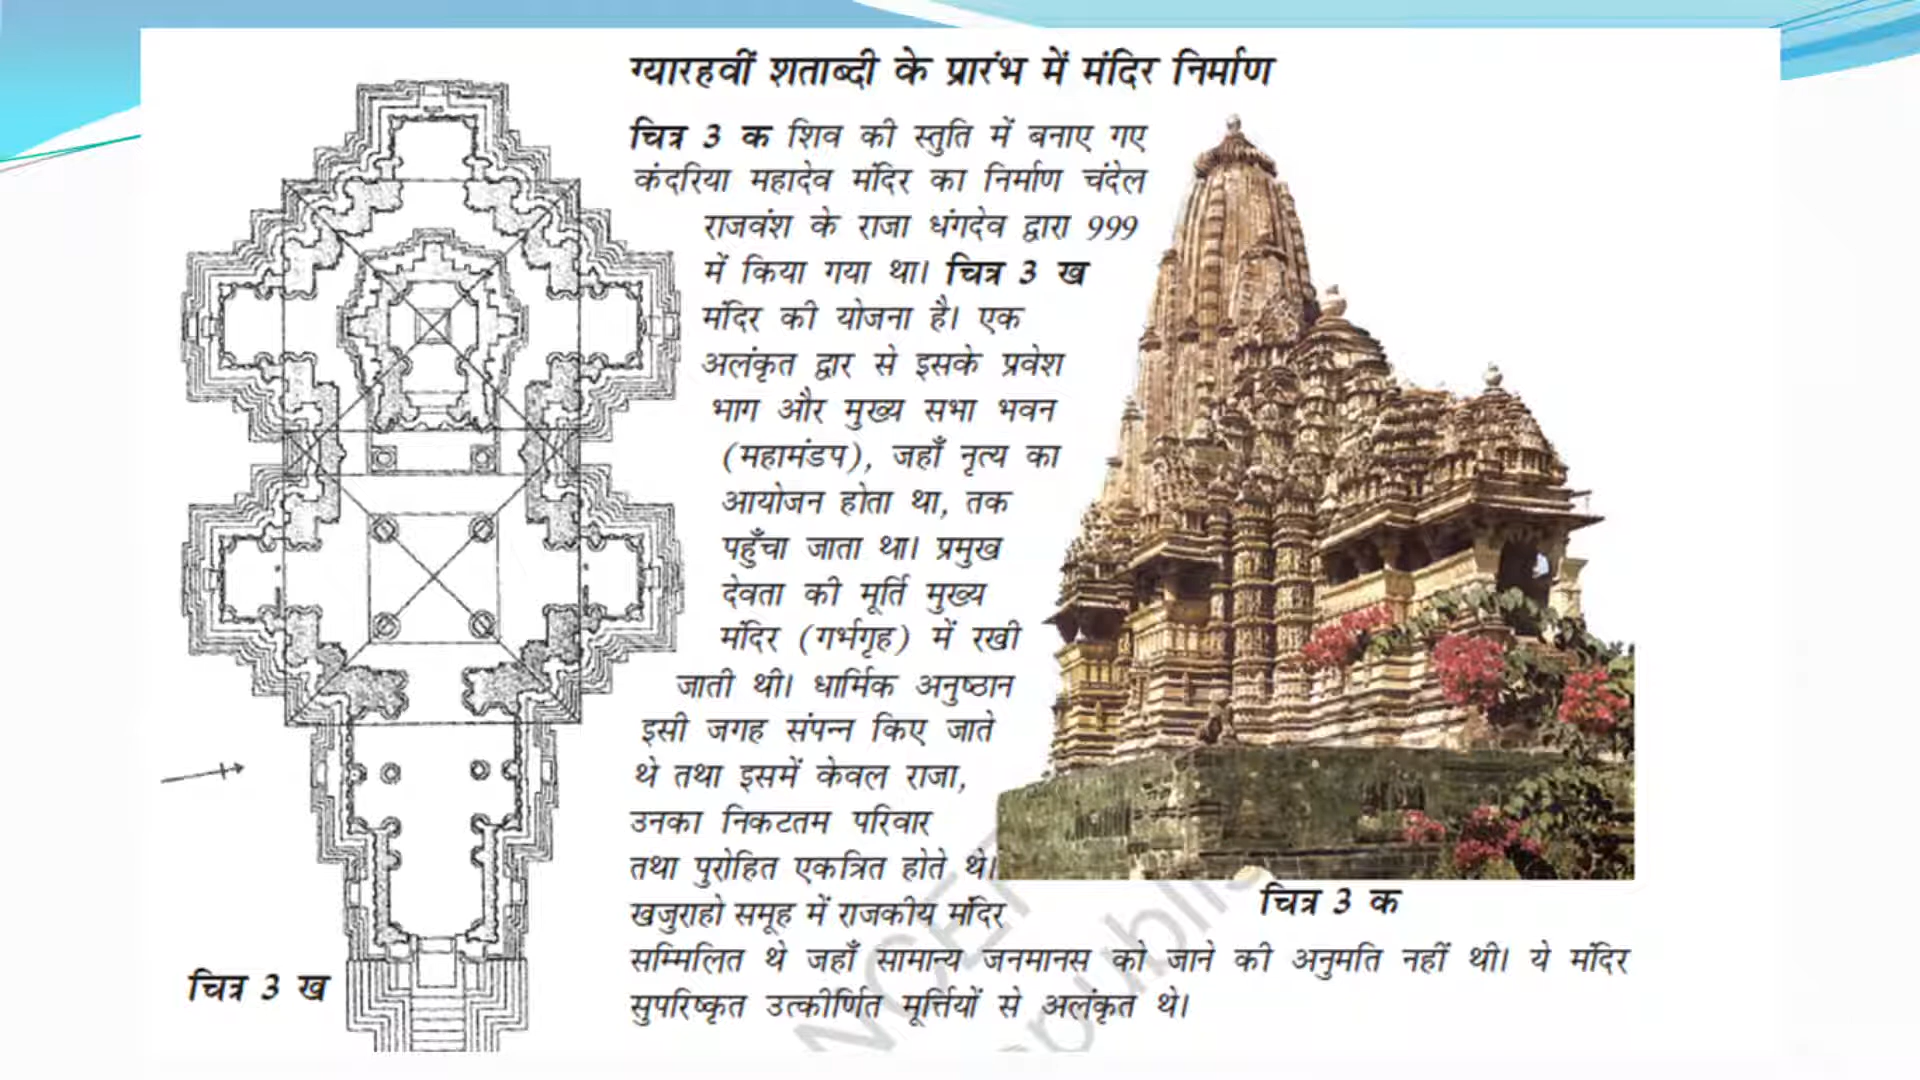 ग्यारहवीं शताब्दी के प्रारंभ में मंदिर निर्माण
चित्र 3 क शिव की स्तुति में बनाए गए
कंदरिया महादेव मंदिर का निर्माण चंदेल
राजवंश के राजा धंगदेव द्वारा 999
में किया गया था। चित्र 3 ख
मंदिर की योजना है। एक
अलंकृत द्वार से इसके प्रवेश
भाग और मुख्य सभा भवन
(महामंडप), जहाँ नृत्य का
आयोजन होता था, तक
पहुँचा जाता था। प्रमुख
देवता की मूर्ति मुख्य
मंदिर (गर्भगृह) में रखी
जाती थी। धार्मिक अनुष्ठान
इसी जगह संपन्न किए जाते
थे तथा इसमें केवल राजा,
उनका निकटतम परिवार
तथा पुरोहित एकत्रित होते थे।
खजुराहो समूह में राजकीय मंदिर
सम्मिलित थे जहाँ सामान्य जनमानस को जाने की अनुमति नहीं थी। ये मंदिर
सुपरिष्कृत उत्कीर्णित मूर्त्तियों से अलंकृत थे।
चित्र 3 क
चित्र 3 ख